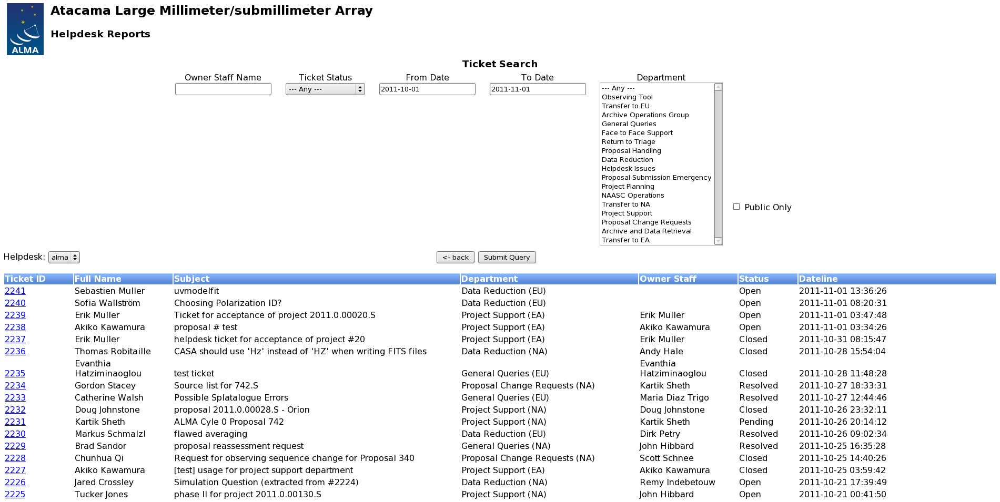 Atacama Large Millimeter/submillimeter Array
Helpdesk Reports
ALMA
Ticket Search
Owner Staff Name Ticket Status From Date To Date Department
--- Any --- 2011-10-01 2011-11-01
--- Any ---
Observing Tool
Transfer to EU
Archive Operations Group
General Queries
Face to Face Support
Return to Triage
Proposal Handling
Data Reduction
Helpdesk Issues
Proposal Submission Emergency
Project Planning
NAASC Operations
Transfer to NA
Project Support
Proposal Change Requests
Archive and Data Retrieval
Transfer to EA
Public Only
Helpdesk: alma <- back Submit Query
Ticket ID Full Name Subject Department Owner Staff Status Dateline
2241 Sebastien Muller uvmodelfit Data Reduction (EU) Open 2011-11-01 13:36:26
2240 Sofia Wallström Choosing Polarization ID? Data Reduction (EU) Open 2011-11-01 08:20:31
2239 Erik Muller Ticket for acceptance of project 2011.0.00020.S Project Support (EA) Erik Muller Open 2011-11-01 03:47:48
2238 Akiko Kawamura proposal # test Project Support (EA) Akiko Kawamura Open 2011-11-01 03:34:26
2237 Erik Muller helpdesk ticket for acceptance of project #20 Project Support (EA) Erik Muller Closed 2011-10-31 08:15:47
2236 Thomas Robitaille CASA should use 'Hz' instead of 'HZ' when writing FITS files Data Reduction (NA) Andy Hale Closed 2011-10-28 15:54:04
Evanthia Evanthia
2235 Hatziminaoglou test ticket General Queries (EU) Hatziminaoglou Closed 2011-10-28 11:48:28
2234 Gordon Stacey Source list for 742.S Proposal Change Requests (NA) Kartik Sheth Resolved 2011-10-27 18:33:31
2233 Catherine Walsh Possible Splatalogue Errors General Queries (EU) Maria Diaz Trigo Resolved 2011-10-27 12:44:46
2232 Doug Johnstone proposal 2011.0.00028.S - Orion Project Support (NA) Doug Johnstone Closed 2011-10-26 23:32:11
2231 Kartik Sheth ALMA Cyle 0 Proposal 742 Project Support (NA) Kartik Sheth Pending 2011-10-26 20:14:12
2230 Markus Schmalzl flawed averaging Data Reduction (EU) Dirk Petry Resolved 2011-10-26 09:02:34
2229 Brad Sandor proposal reassessment request General Queries (NA) John Hibbard Resolved 2011-10-25 16:35:28
2228 Chunhua Qi Request for observing sequence change for Proposal 340 Proposal Change Requests (NA) Scott Schnee Closed 2011-10-25 14:40:26
2227 Akiko Kawamura [test] usage for project support department Project Support (EA) Akiko Kawamura Closed 2011-10-25 03:59:42
2226 Jared Crossley Simulation Question (extracted from #2224) Data Reduction (NA) Remy Indebetouw Open 2011-10-21 17:39:49
2225 Tucker Jones phase II for project 2011.0.00130.S Project Support (NA) John Hibbard Open 2011-10-21 00:41:50